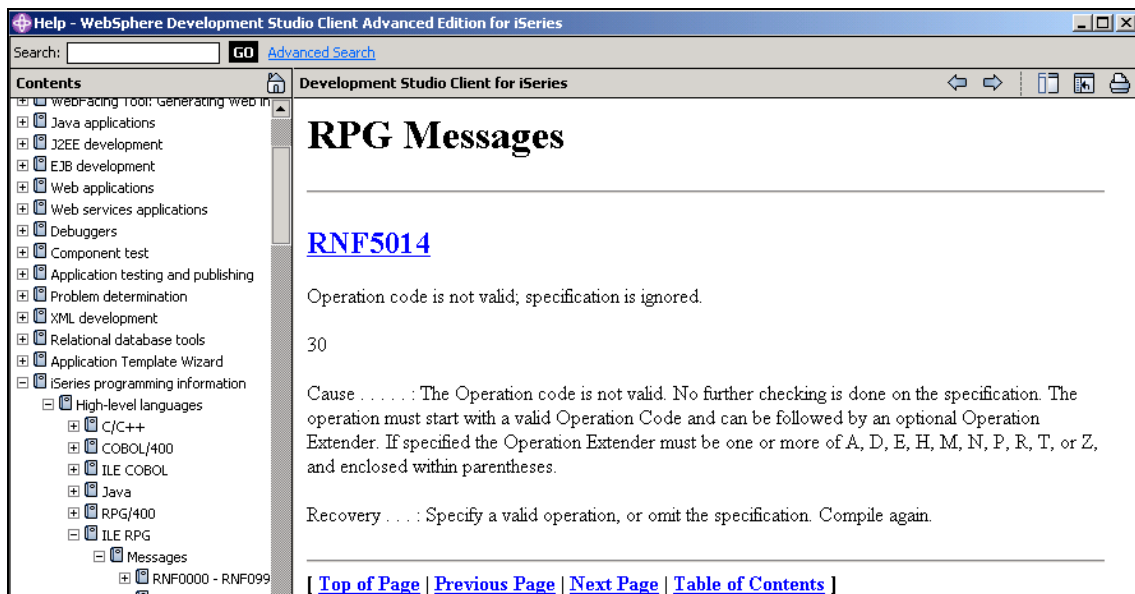 Help - WebSphere Development Studio Client Advanced Edition for iSeries
Search: GO Advanced Search
Contents
Development Studio Client for iSeries
WebFacing Tool: Generating Web in
Java applications
J2EE development
EJB development
Web applications
Web services applications
Debuggers
Component test
Application testing and publishing
Problem determination
XML development
Relational database tools
Application Template Wizard
iSeries programming information
High-level languages
C/C++
COBOL/400
ILE COBOL
Java
RPG/400
ILE RPG
Messages
RNF0000 - RNF099
RPG Messages
RNF5014
Operation code is not valid; specification is ignored.
30
Cause . . . . . : The Operation code is not valid. No further checking is done on the specification. The
operation must start with a valid Operation Code and can be followed by an optional Operation
Extender. If specified the Operation Extender must be one or more of A, D, E, H, M, N, P, R, T, or Z,
and enclosed within parentheses.
Recovery . . . : Specify a valid operation, or omit the specification. Compile again.
[ Top of Page | Previous Page | Next Page | Table of Contents ]